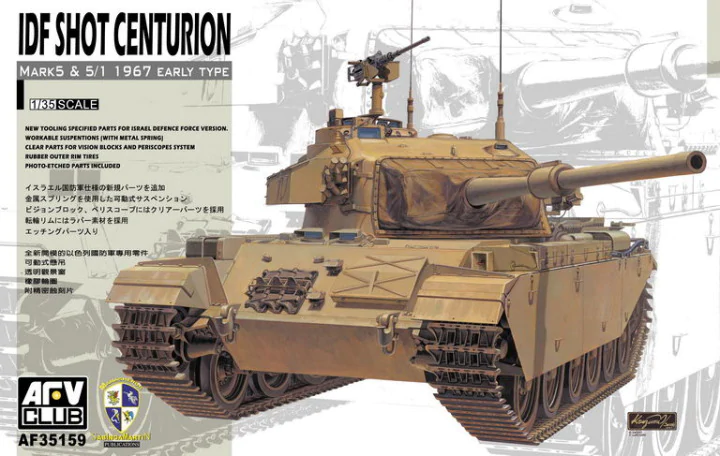 IDF SHOT CENTURION
MARK5 & 5/1 1967 EARLY TYPE
1/35 SCALE
NEW TOOLING SPECIFIED PARTS FOR ISRAEL DEFENCE FORCE VERSION.
WORKABLE SUSPENTIONS (WITH METAL SPRING)
CLEAR PARTS FOR VISION BLOCKS AND PERISCOPES SYSTEM
RUBBER OUTER RIM TIRES
PHOTO-ETCHED PARTS INCLUDED
イスラエル国防軍仕様の新規パーツを追加
金属スプリングを使用した可動式サスペンション
ビジョンブロック、ペリスコープにはクリアーパーツを採用
転輪リムにはラバー素材を採用
エッチングパーツ入り
全新開模的以色列國防軍專用零件
可動式懸吊
透明觀景窗
橡膠輪圈
附精密蝕刻片
AFV
CLUB
AF35159
PUBLICATIONS